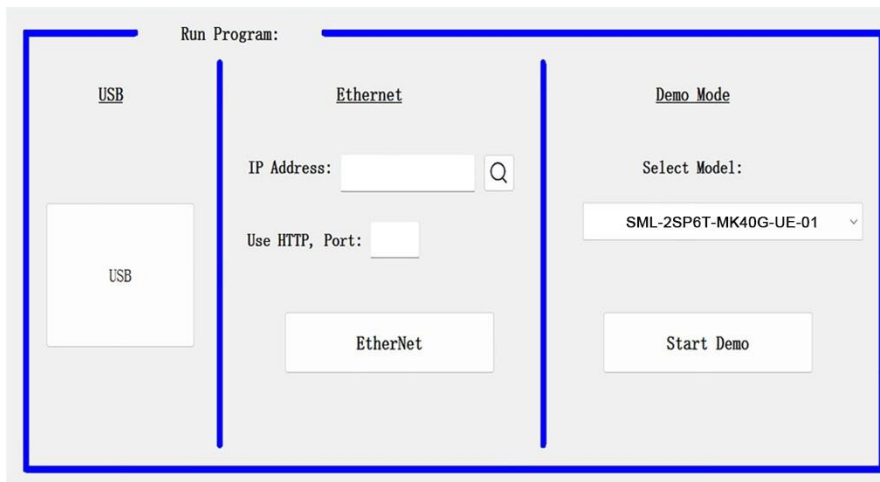 Run Program:
USB
Ethernet
Demo Mode
IP Address:
Select Model:
SML-2SP6T-MK40G-UE-01
Use HTTP, Port:
USB
EtherNet
Start Demo